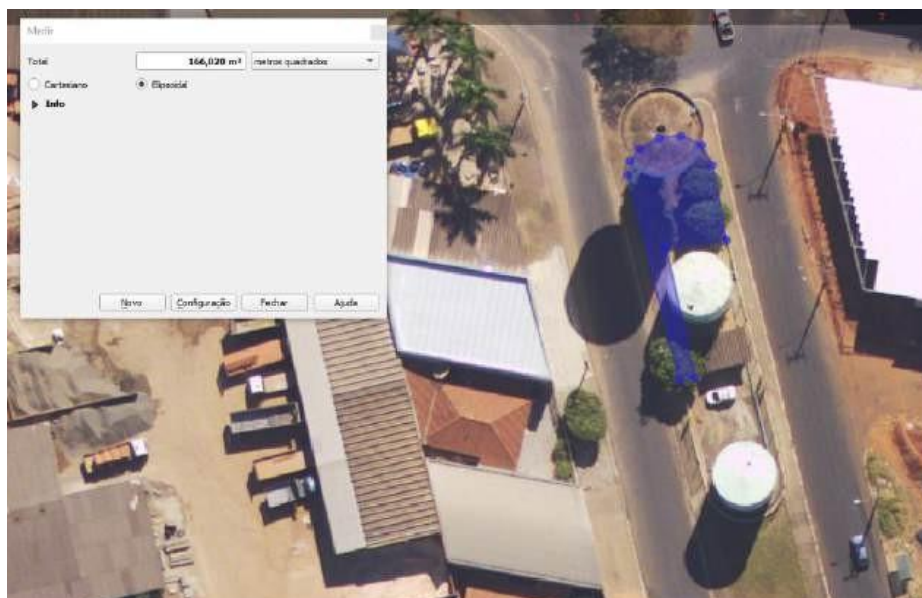 Medir
Total 166,020 m² metros quadrados
Cartesiano Elipsoidal
Info
Novo Configuração Fechar Ajuda